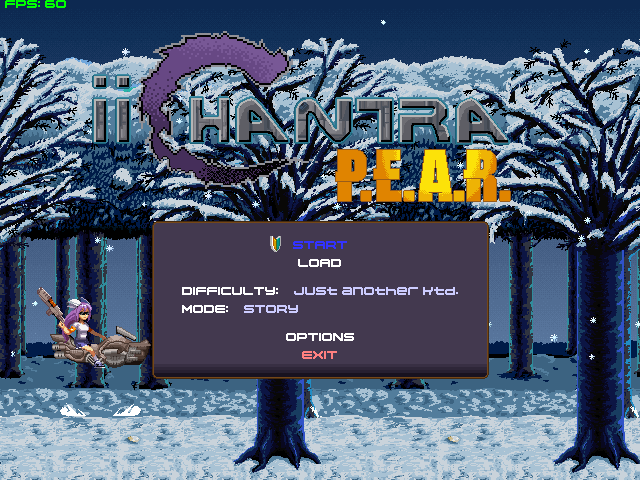 FPS: 60
iiChantra
P.E.A.R.
START
LOAD
DIFFICULTY: Just another ktd.
MODE: STORY
OPTIONS
EXIT